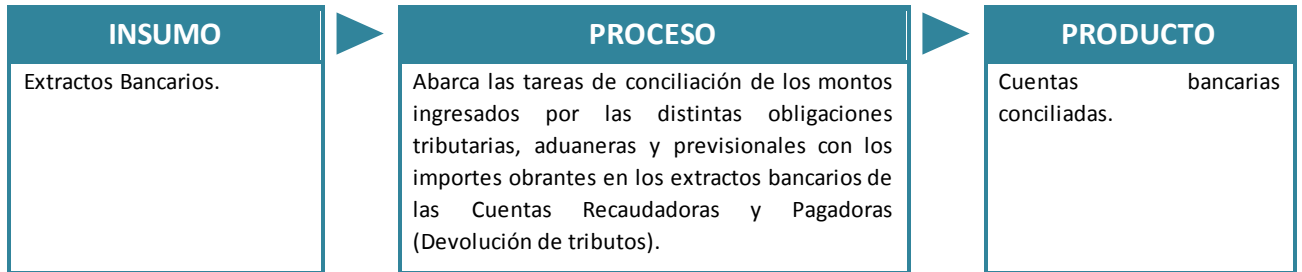 INSUMO
Extractos Bancarios.
PROCESO
Abarca las tareas de conciliación de los montos
ingresados por las distintas obligaciones
tributarias, aduaneras y previsionales con los
importes obrantes en los extractos bancarios de
las Cuentas Recaudadoras y Pagadoras
(Devolución de tributos).
PRODUCTO
Cuentas bancarias
conciliadas.